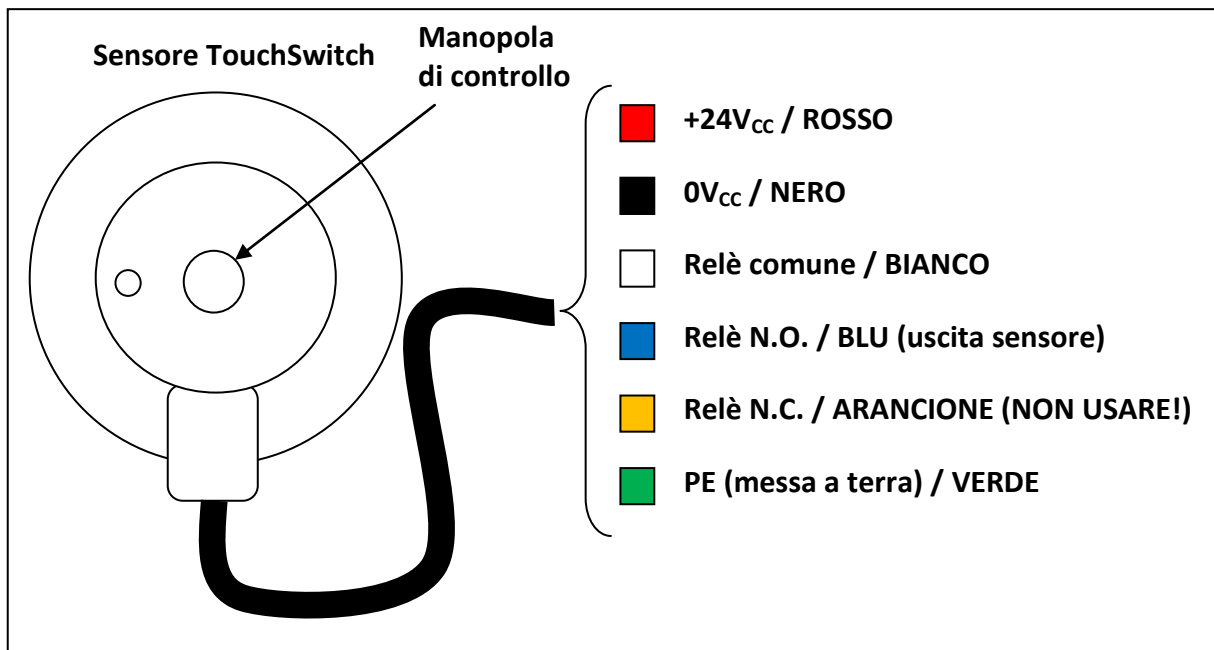 Sensore TouchSwitch
Manopola
di controllo
+24VCC / ROSSO
0VCC / NERO
Relè comune / BIANCO
Relè N.O. / BLU (uscita sensore)
Relè N.C. / ARANCIONE (NON USARE!)
PE (messa a terra) / VERDE